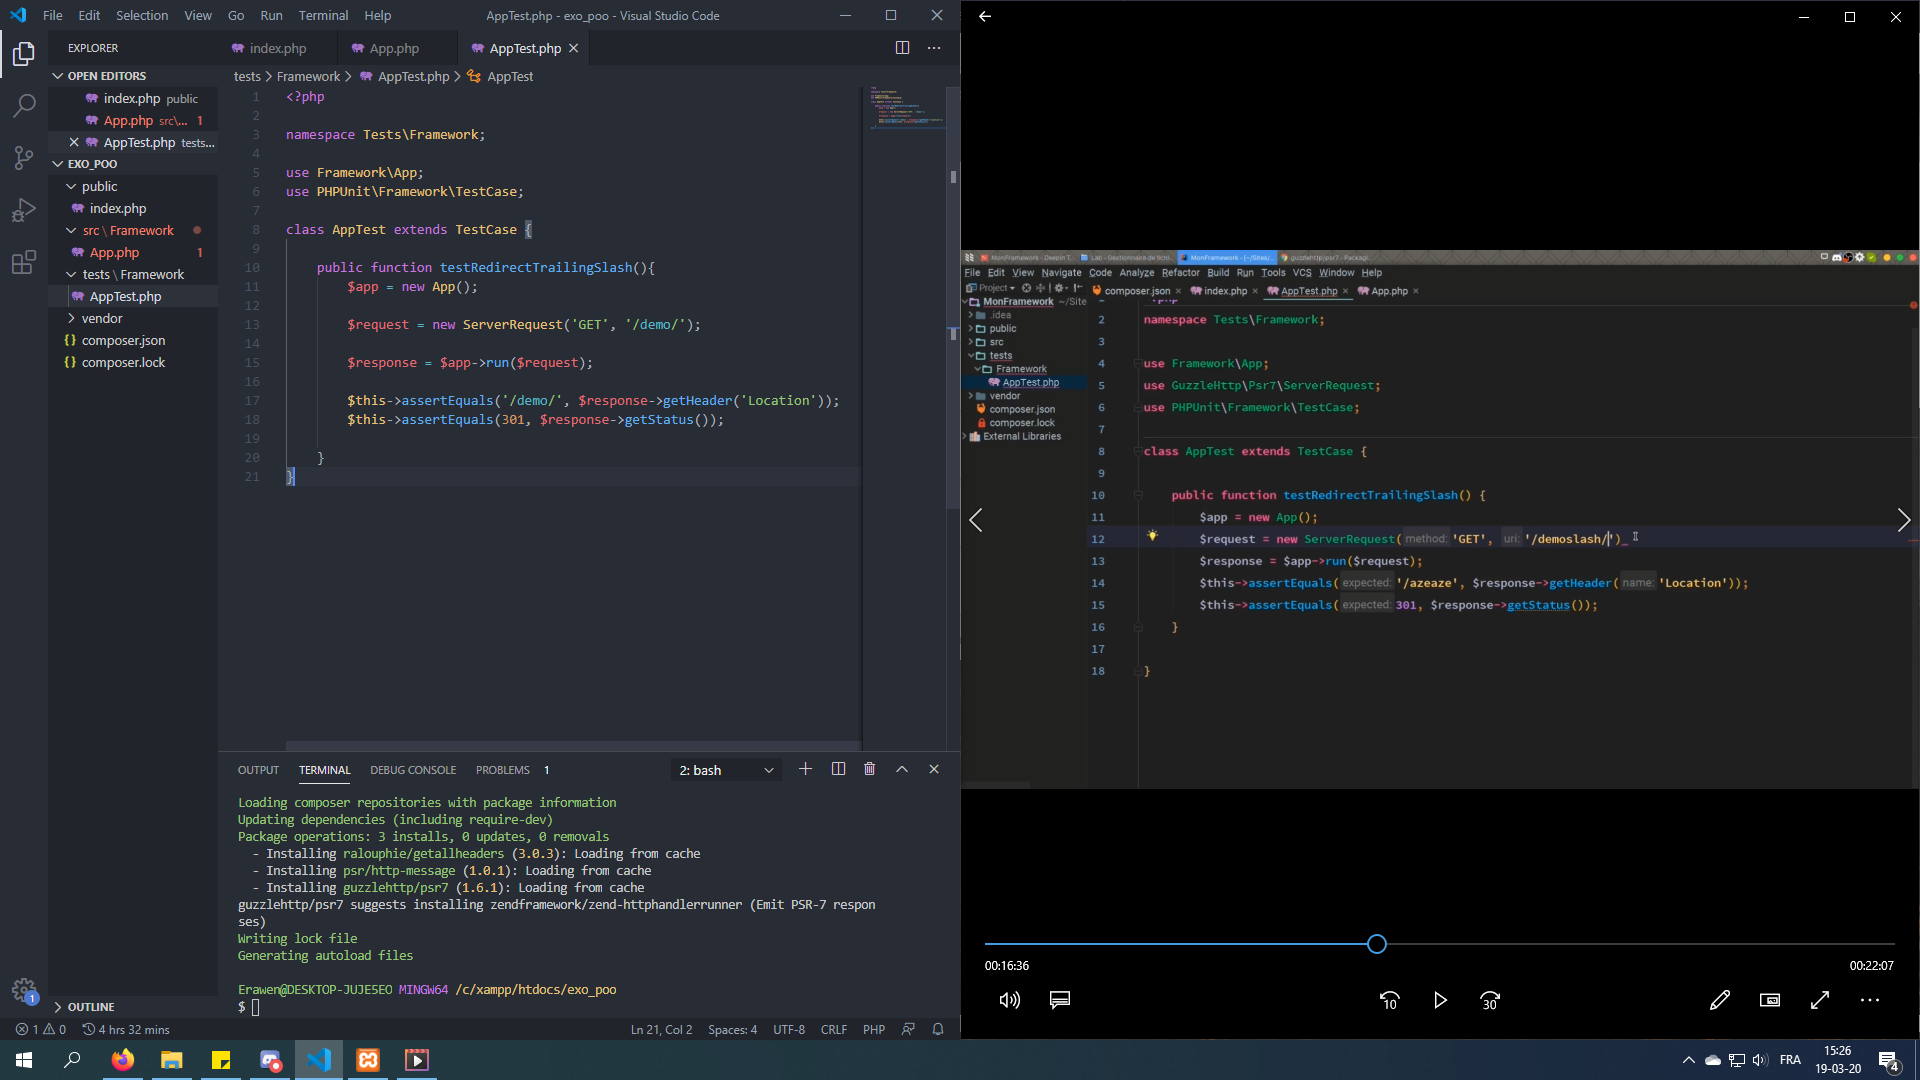 File Edit Selection View Go Run Terminal Help
AppTest.php - exo_poo - Visual Studio Code
EXPLORER
OPEN EDITORS
index.php public
App.php src\... 1
AppTest.php tests...
EXO_POO
public
index.php
src\Framework
App.php 1
tests\Framework
AppTest.php
vendor
composer.json
composer.lock
OUTLINE
index.php
App.php
AppTest.php
tests > Framework > AppTest.php > AppTest
1 <?php
2
3 namespace Tests\Framework;
4
5 use Framework\App;
6 use PHPUnit\Framework\TestCase;
7
8 class AppTest extends TestCase {
9
10 public function testRedirectTrailingSlash(){
11 $app = new App();
12
13 $request = new ServerRequest('GET', '/demo/');
14
15 $response = $app->run($request);
16
17 $this->assertEquals('/demo/', $response->getHeader('Location'));
18 $this->assertEquals(301, $response->getStatus());
19
20 }
21 }
OUTPUT TERMINAL DEBUG CONSOLE PROBLEMS 1
2: bash
Loading composer repositories with package information
Updating dependencies (including require-dev)
Package operations: 3 installs, 0 updates, 0 removals
- Installing ralouphie/getallheaders (3.0.3): Loading from cache
- Installing psr/http-message (1.0.1): Loading from cache
- Installing guzzlehttp/psr7 (1.6.1): Loading from cache
guzzlehttp/psr7 suggests installing zendframework/zend-httphandlerrunner (Emit PSR-7 respon
ses)
Writing lock file
Generating autoload files
Erawen@DESKTOP-JUJE5EO MINGW64 /c/xampp/htdocs/exo_poo
$
1 0 4 hrs 32 mins
Ln 21, Col 2 Spaces: 4 UTF-8 CRLF PHP
1
MonFramework - Deepin T...
Lab - Gestionnaire de fichi...
MonFramework - [~/Sites/...
guzzlehttp/psr7 - Packagi...
File Edit View Navigate Code Analyze Refactor Build Run Tools VCS Window Help
Project
composer.json index.php AppTest.php App.php
MonFramework ~/Site
.idea
public
src
tests
Framework
AppTest.php
vendor
composer.json
composer.lock
External Libraries
2 namespace Tests\Framework;
3
4 use Framework\App;
5 use GuzzleHttp\Psr7\ServerRequest;
6 use PHPUnit\Framework\TestCase;
7
8 class AppTest extends TestCase {
9
10 public function testRedirectTrailingSlash() {
11 $app = new App();
12 $request = new ServerRequest( method: 'GET', uri: '/demoslash/')
13 $response = $app->run($request);
14 $this->assertEquals( expected: '/azeaze', $response->getHeader( name: 'Location'));
15 $this->assertEquals( expected: 301, $response->getStatus());
16 }
17
18 }
00:16:36
00:22:07
10
30
FRA
15:26
19-03-20
4